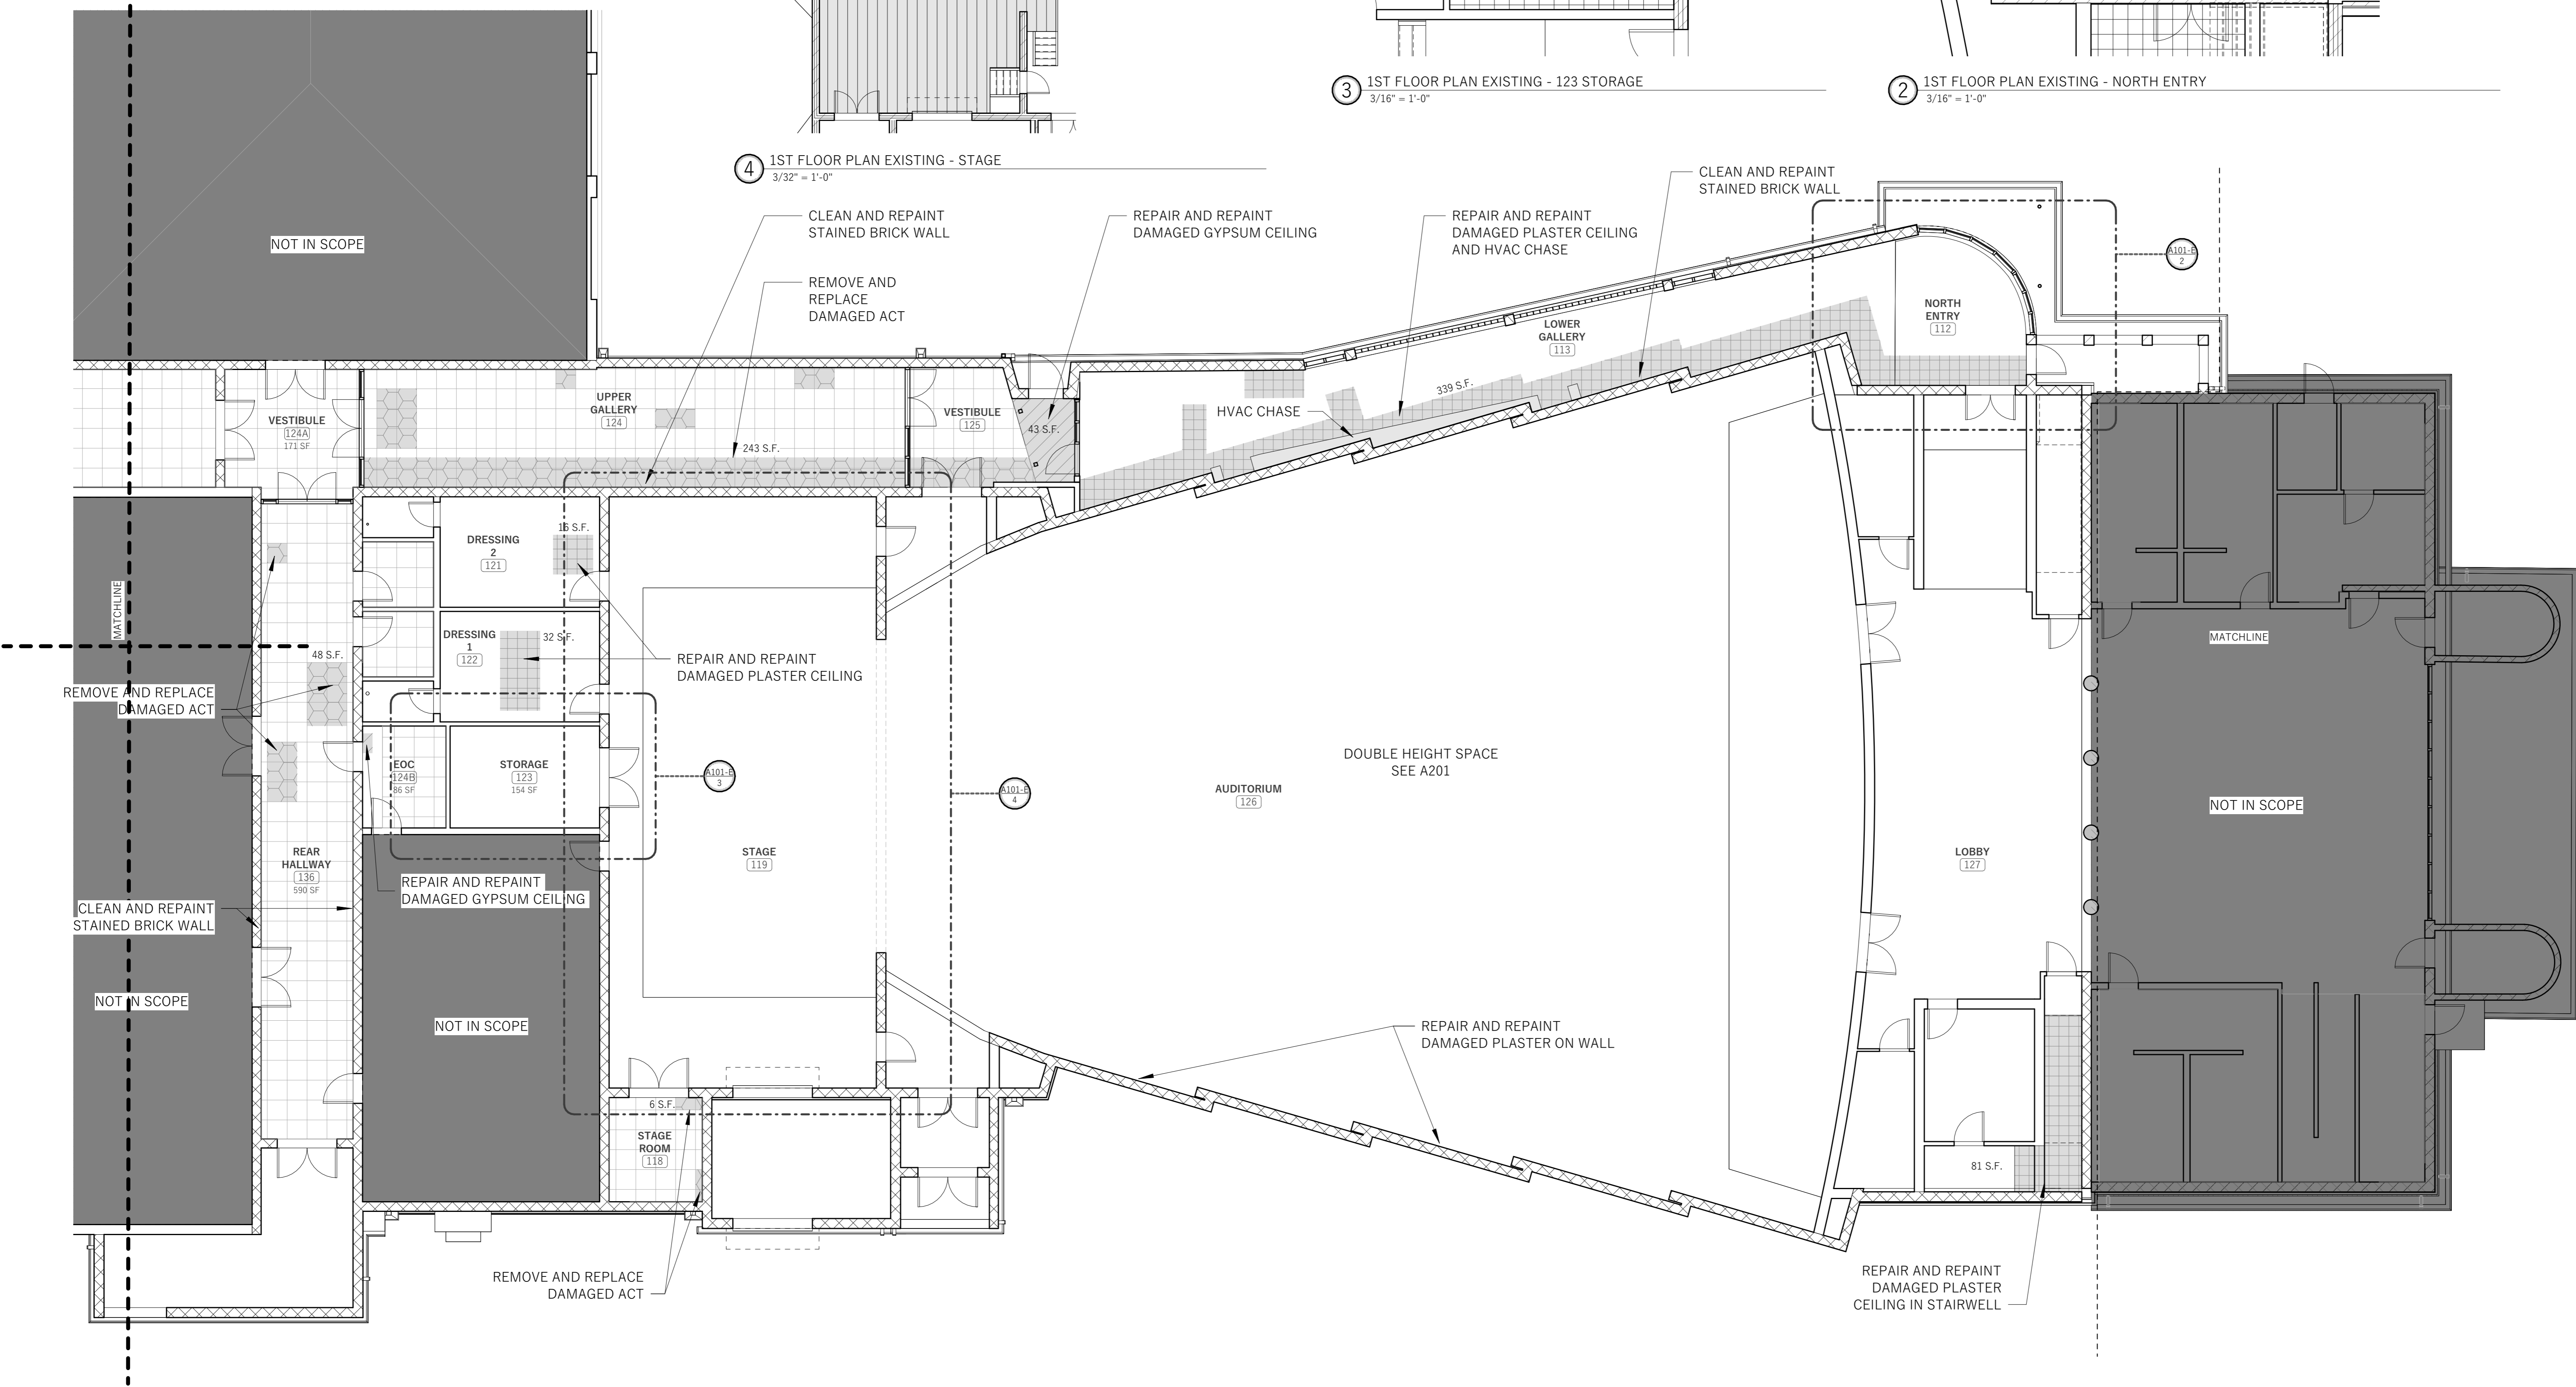 3
1ST FLOOR PLAN EXISTING - 123 STORAGE
3/16" = 1'-0"
2
1ST FLOOR PLAN EXISTING - NORTH ENTRY
3/16" = 1'-0"
4
1ST FLOOR PLAN EXISTING - STAGE
3/32" = 1'-0"
CLEAN AND REPAINT
STAINED BRICK WALL
CLEAN AND REPAINT
STAINED BRICK WALL
REPAIR AND REPAINT
DAMAGED GYPSUM CEILING
REPAIR AND REPAINT
DAMAGED PLASTER CEILING
AND HVAC CHASE
NOT IN SCOPE
A101-E
2
REMOVE AND
REPLACE
DAMAGED ACT
NORTH
ENTRY
112
LOWER
GALLERY
113
339 S.F.
HVAC CHASE
UPPER
GALLERY
124
VESTIBULE
124A
171 SF
VESTIBULE
125
43 S.F.
243 S.F.
16 S.F.
DRESSING
2
121
MATCHLINE
DRESSING
1
122
32 S.F.
MATCHLINE
48 S.F.
REPAIR AND REPAINT
DAMAGED PLASTER CEILING
REMOVE AND REPLACE
DAMAGED ACT
EOC
124B
86 SF
STORAGE
123
154 SF
A101-E
3
A101-E
4
DOUBLE HEIGHT SPACE
SEE A201
AUDITORIUM
126
NOT IN SCOPE
REAR
HALLWAY
136
590 SF
STAGE
119
LOBBY
127
REPAIR AND REPAINT
DAMAGED GYPSUM CEILING
CLEAN AND REPAINT
STAINED BRICK WALL
NOT IN SCOPE
NOT IN SCOPE
REPAIR AND REPAINT
DAMAGED PLASTER ON WALL
6 S.F.
STAGE
ROOM
118
81 S.F.
REMOVE AND REPLACE
DAMAGED ACT
REPAIR AND REPAINT
DAMAGED PLASTER
CEILING IN STAIRWELL